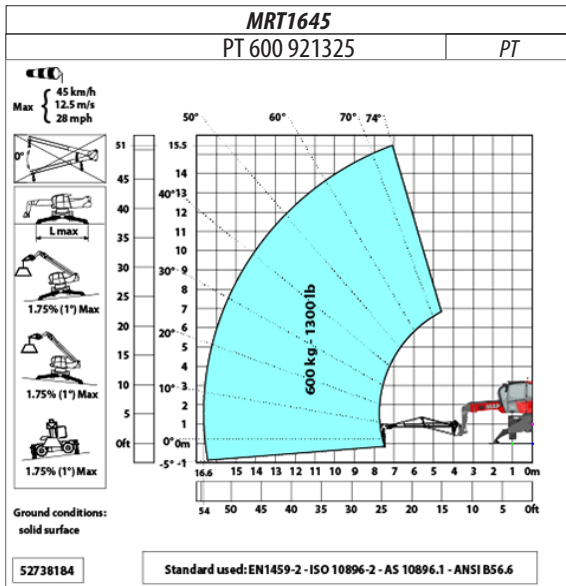 MRT1645
PT 600 921325 PT
Max { 45 km/h
12.5 m/s
28 mph
0°
L max
1.75% (1°) Max
1.75% (1°) Max
1.75% (1°) Max
Ground conditions:
solid surface
52738184
50° 60° 70° 74°
40°
30°
20°
10°
0°
-5°
51
45
40
35
30
25
20
15
10
5
0ft
15.5
14
13
12
11
10
9
8
7
6
5
4
3
2
1
0m
-1
600 kg - 1300 lb
16.6 15 14 13 12 11 10 9 8 7 6 5 4 3 2 1 0m
54 50 45 40 35 30 25 20 15 10 5 0ft
Standard used: EN1459-2 - ISO 10896-2 - AS 10896.1 - ANSI B56.6